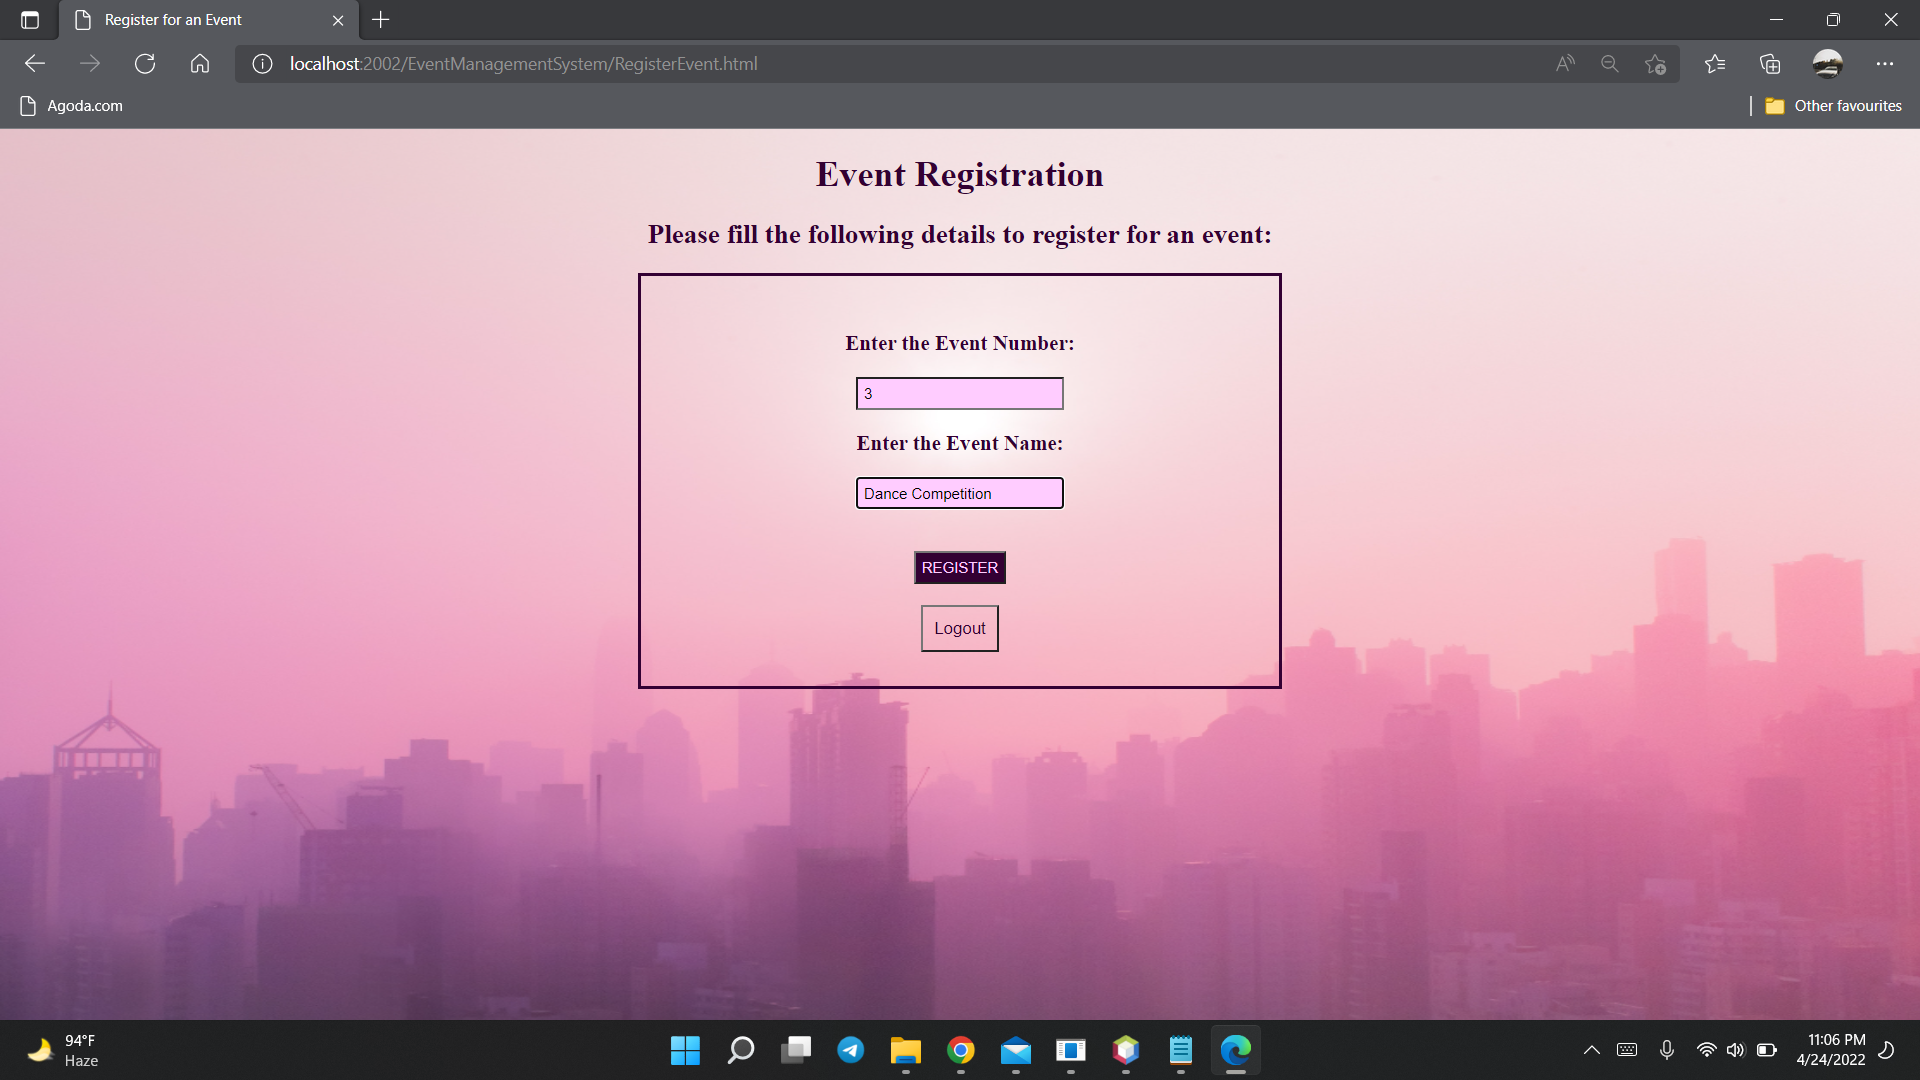 Register for an Event
localhost:2002/EventManagementSystem/RegisterEvent.html
Agoda.com
Other favourites
Event Registration
Please fill the following details to register for an event:
Enter the Event Number:
3
Enter the Event Name:
Dance Competition
REGISTER
Logout
94°F
Haze
11:06 PM
4/24/2022